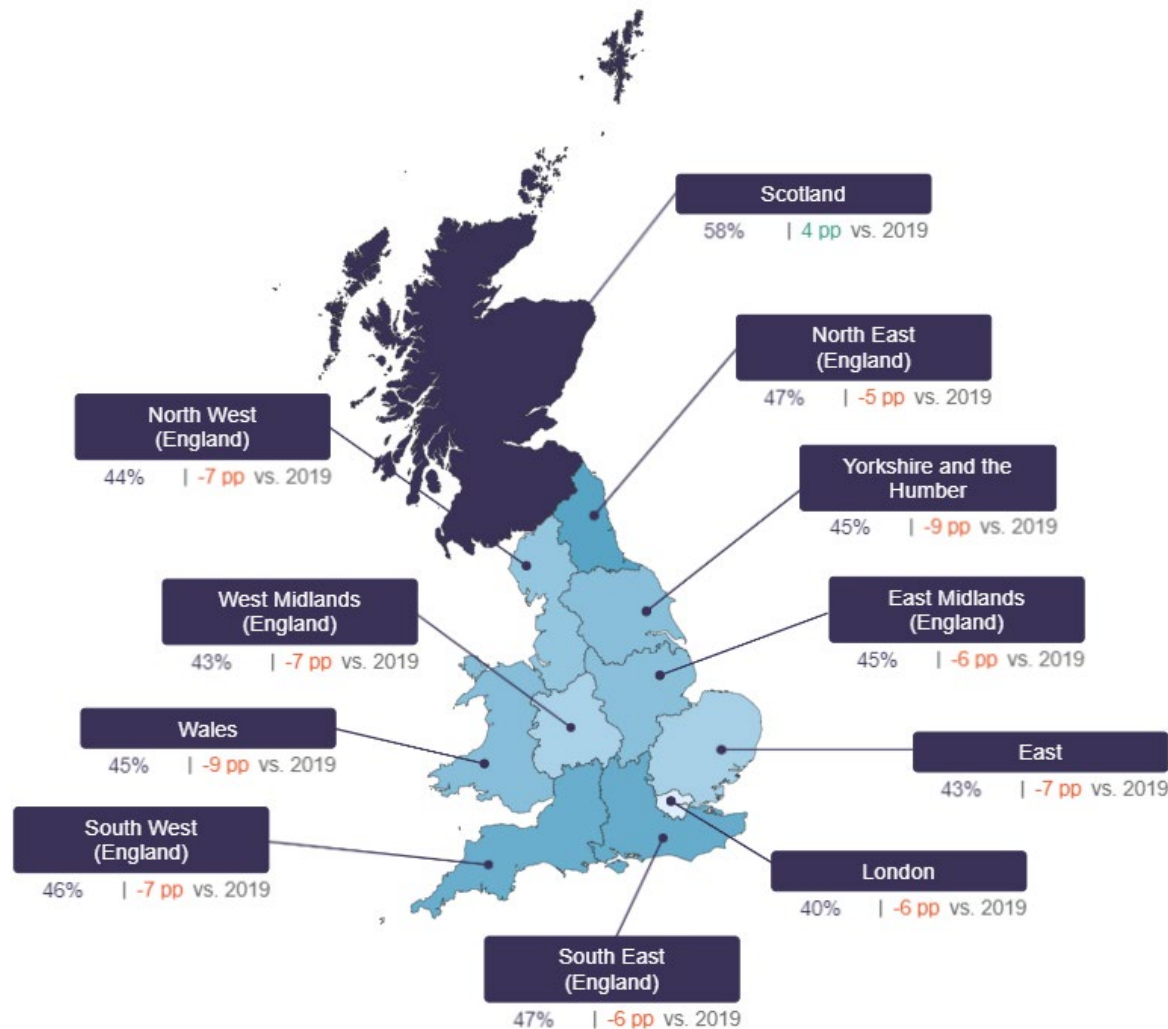 Scotland
58% | 4 pp vs. 2019
North East
(England)
47% | -5 pp vs. 2019
North West
(England)
44% | -7 pp vs. 2019
Yorkshire and the
Humber
45% | -9 pp vs. 2019
West Midlands
(England)
43% | -7 pp vs. 2019
East Midlands
(England)
45% | -6 pp vs. 2019
Wales
45% | -9 pp vs. 2019
East
43% | -7 pp vs. 2019
South West
(England)
46% | -7 pp vs. 2019
London
40% | -6 pp vs. 2019
South East
(England)
47% | -6 pp vs. 2019